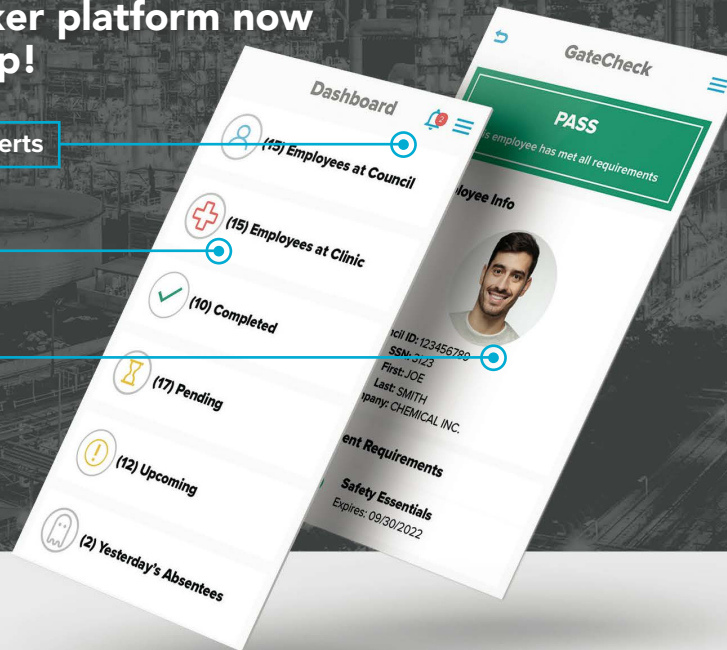 ker platform now
p!
erts
Dashboard
2
(15) Employees at Council
(15) Employees at Clinic
(10) Completed
(17) Pending
(12) Upcoming
(2) Yesterday's Absentees
GateCheck
PASS
s employee has met all requirements
loyee Info
ncil ID: 123456789
SSN: 3123
First: JOE
Last: SMITH
pany: CHEMICAL INC.
ent Requirements
Safety Essentials
Expires: 09/30/2022